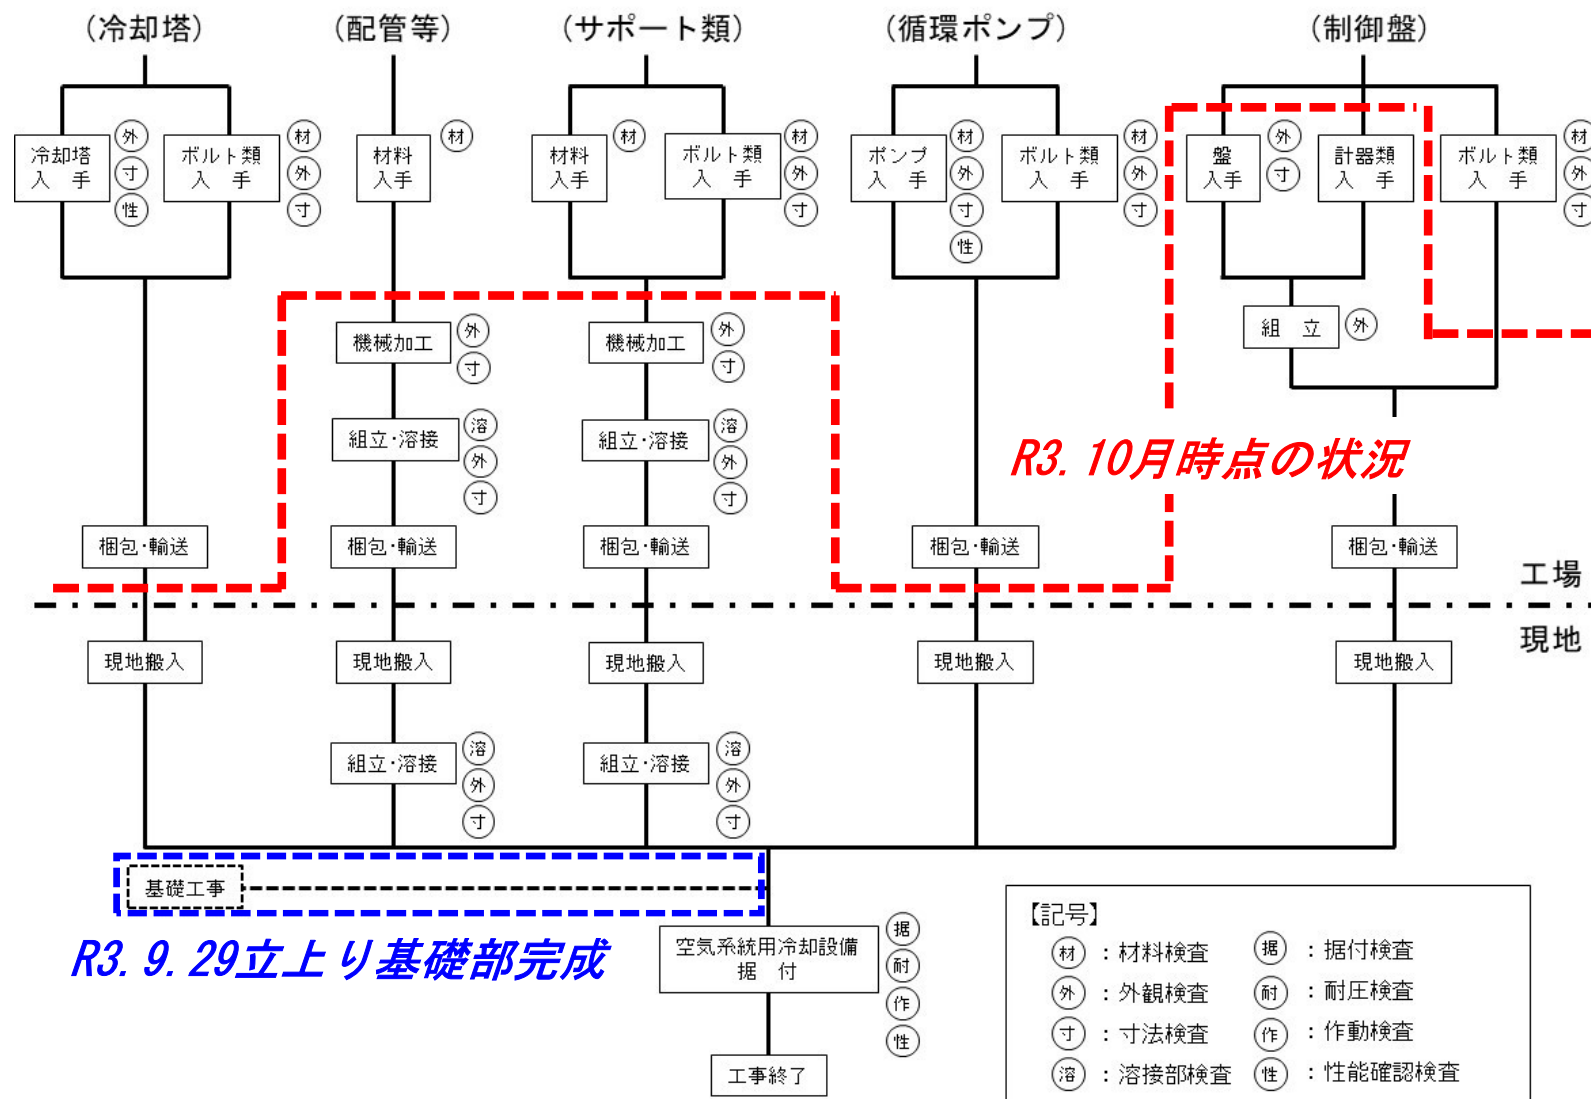 (冷却塔)
(配管等)
(サポート類)
(循環ポンプ)
(制御盤)
冷却塔
入　手
外
寸
性
ボルト類
入　手
材
外
寸
材料
入手
材
材料
入手
材
ボルト類
入　手
材
外
寸
ポンプ
入　手
材
外
寸
性
ボルト類
入　手
材
外
寸
盤
入手
外
寸
計器類
入　手
ボルト類
入　手
材
外
寸
機械加工
外
寸
機械加工
外
寸
組　立
外
組立・溶接
溶
外
寸
組立・溶接
溶
外
寸
R3.10月時点の状況
梱包・輸送
梱包・輸送
梱包・輸送
梱包・輸送
梱包・輸送
工場
現地
現地搬入
現地搬入
現地搬入
現地搬入
現地搬入
組立・溶接
溶
外
寸
組立・溶接
溶
外
寸
基礎工事
R3.9.29立上り基礎部完成
空気系統用冷却設備
据　付
据
耐
作
性
工事終了
【記号】
材：材料検査
据：据付検査
外：外観検査
耐：耐圧検査
寸：寸法検査
作：作動検査
溶：溶接部検査
性：性能確認検査